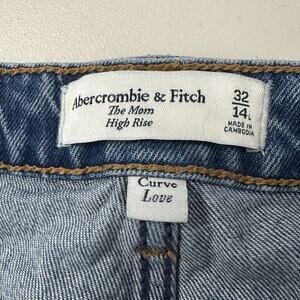 Abercrombie & Fitch
The Mom
High Rise
32
14L
MADE IN
CAMBODIA
Curve
Love